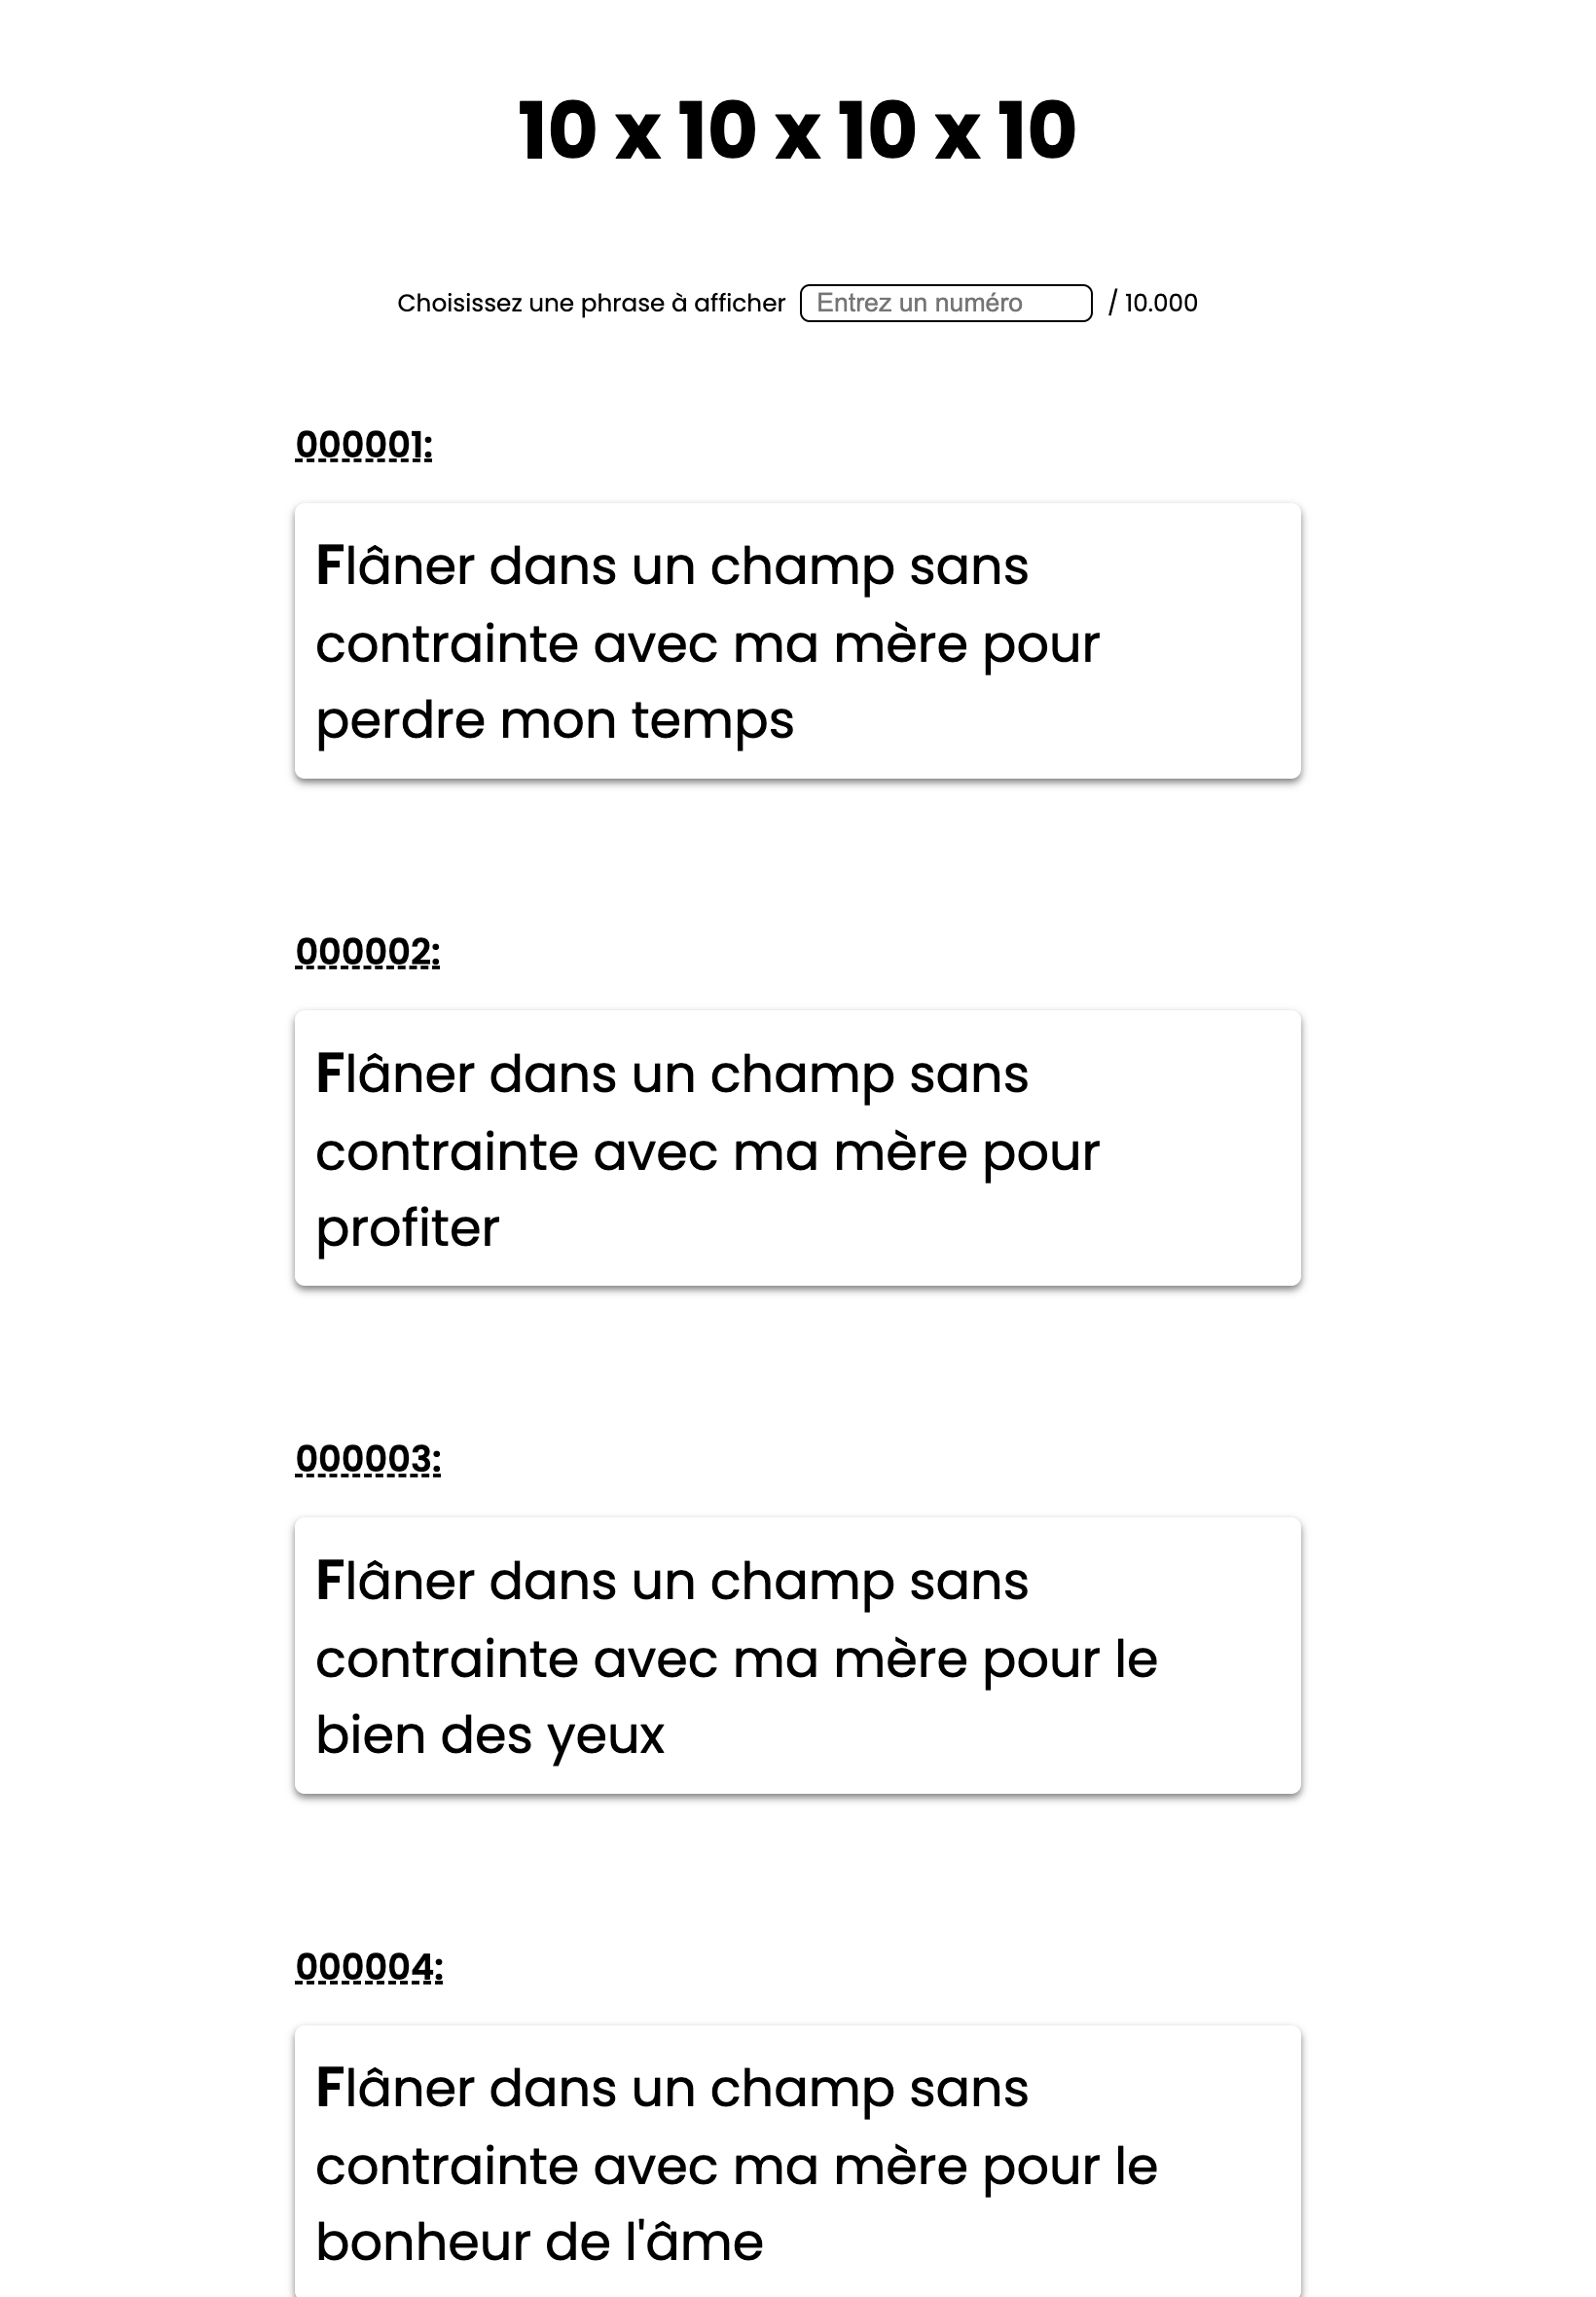 10 x 10 x 10 x 10
Choisissez une phrase à afficher Entrez un numéro / 10.000
000001:
Flâner dans un champ sans
contrainte avec ma mère pour
perdre mon temps
000002:
Flâner dans un champ sans
contrainte avec ma mère pour
profiter
000003:
Flâner dans un champ sans
contrainte avec ma mère pour le
bien des yeux
000004:
Flâner dans un champ sans
contrainte avec ma mère pour le
bonheur de l'âme